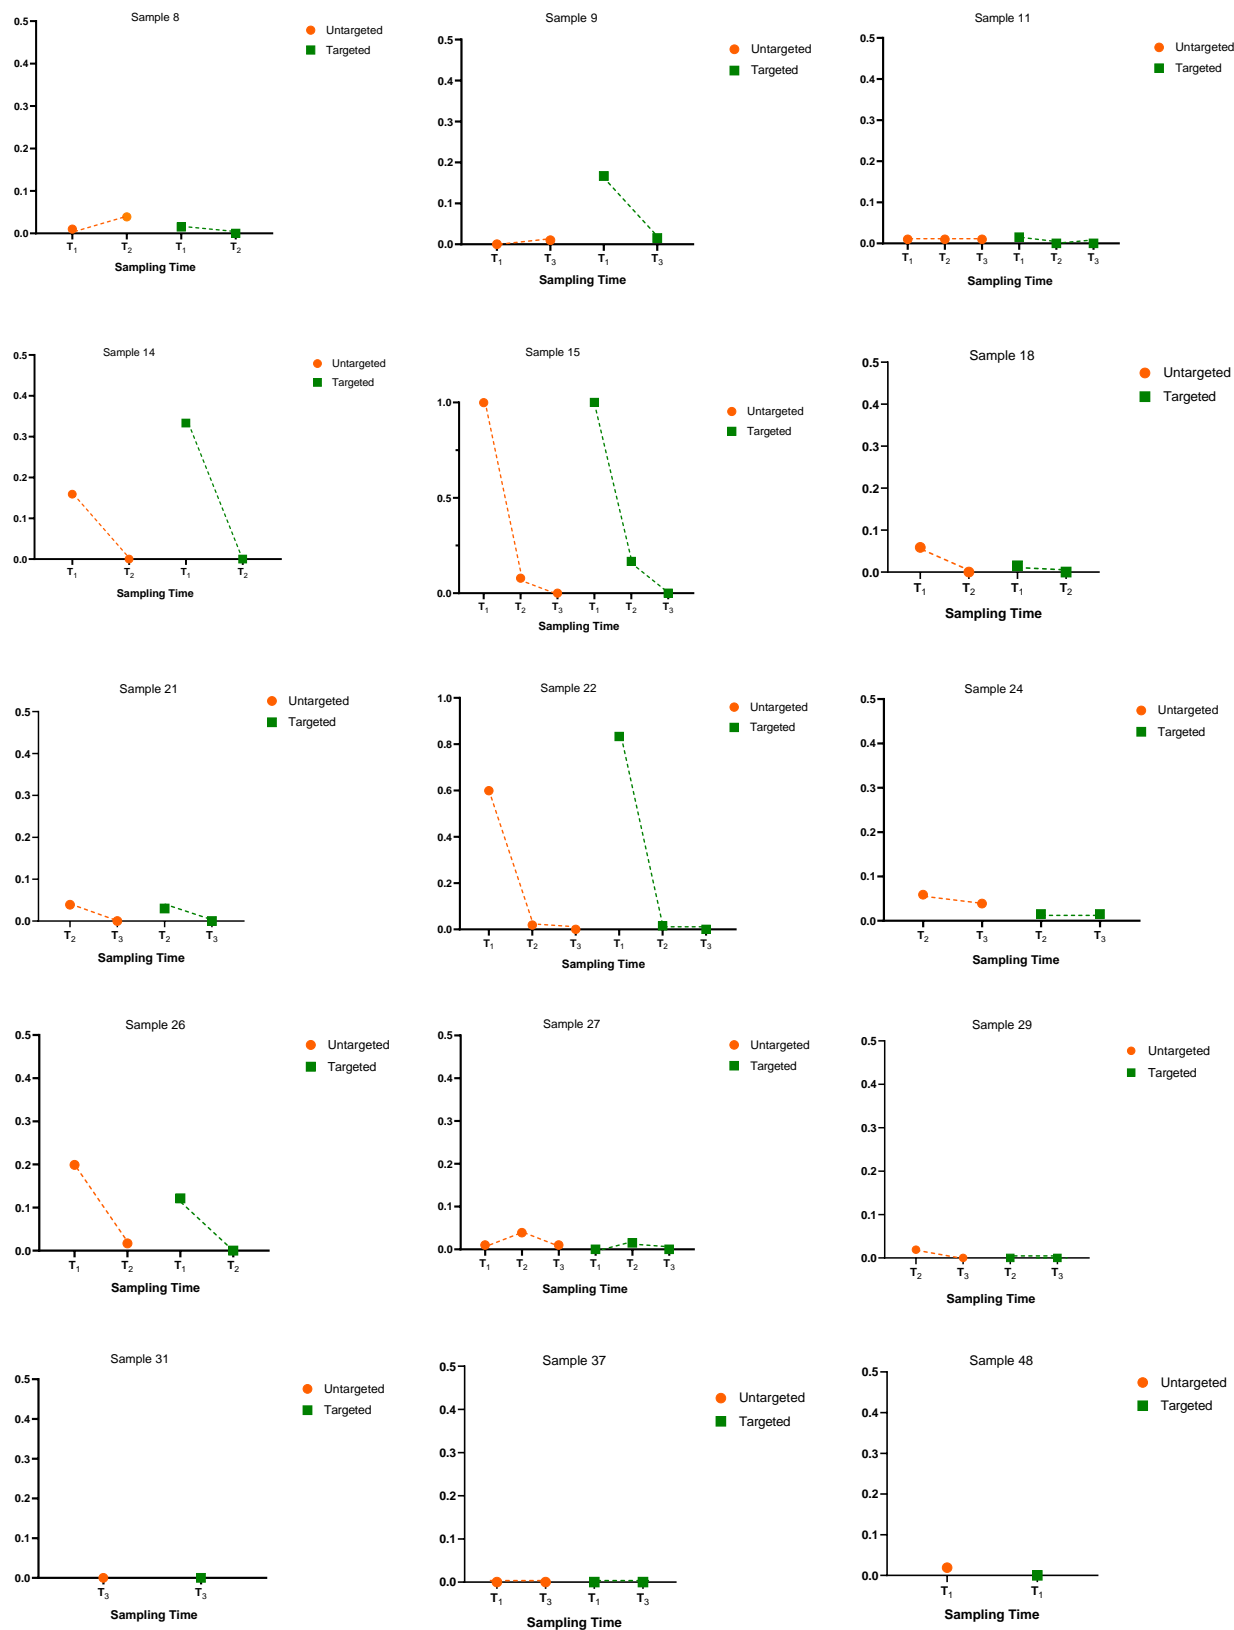 Sample 8
Untargeted
Targeted
0.5
0.4
0.3
0.2
0.1
0.0
T1 T2 T1 T2
Sampling Time
Sample 9
Untargeted
Targeted
0.5
0.4
0.3
0.2
0.1
0.0
T1 T3 T1 T3
Sampling Time
Sample 11
Untargeted
Targeted
0.5
0.4
0.3
0.2
0.1
0.0
T1 T2 T3 T1 T2 T3
Sampling Time
Sample 14
Untargeted
Targeted
0.5
0.4
0.3
0.2
0.1
0.0
T1 T2 T1 T2
Sampling Time
Sample 15
Untargeted
Targeted
1.0
0.5
0.0
T1 T2 T3 T1 T2 T3
Sampling Time
Sample 18
Untargeted
Targeted
0.5
0.4
0.3
0.2
0.1
0.0
T1 T2 T1 T2
Sampling Time
Sample 21
Untargeted
Targeted
0.5
0.4
0.3
0.2
0.1
0.0
T2 T3 T2 T3
Sampling Time
Sample 22
Untargeted
Targeted
1.0
0.8
0.6
0.4
0.2
0.0
T1 T2 T3 T1 T2 T3
Sampling Time
Sample 24
Untargeted
Targeted
0.5
0.4
0.3
0.2
0.1
0.0
T2 T3 T2 T3
Sampling Time
Sample 26
Untargeted
Targeted
0.5
0.4
0.3
0.2
0.1
0.0
T1 T2 T1 T2
Sampling Time
Sample 27
Untargeted
Targeted
0.5
0.4
0.3
0.2
0.1
0.0
T1 T2 T3 T1 T2 T3
Sampling Time
Sample 29
Untargeted
Targeted
0.5
0.4
0.3
0.2
0.1
0.0
T2 T3 T2 T3
Sampling Time
Sample 31
Untargeted
Targeted
0.5
0.4
0.3
0.2
0.1
0.0
T3 T3
Sampling Time
Sample 37
Untargeted
Targeted
0.5
0.4
0.3
0.2
0.1
0.0
T1 T3 T1 T3
Sampling Time
Sample 48
Untargeted
Targeted
0.5
0.4
0.3
0.2
0.1
0.0
T1 T1
Sampling Time